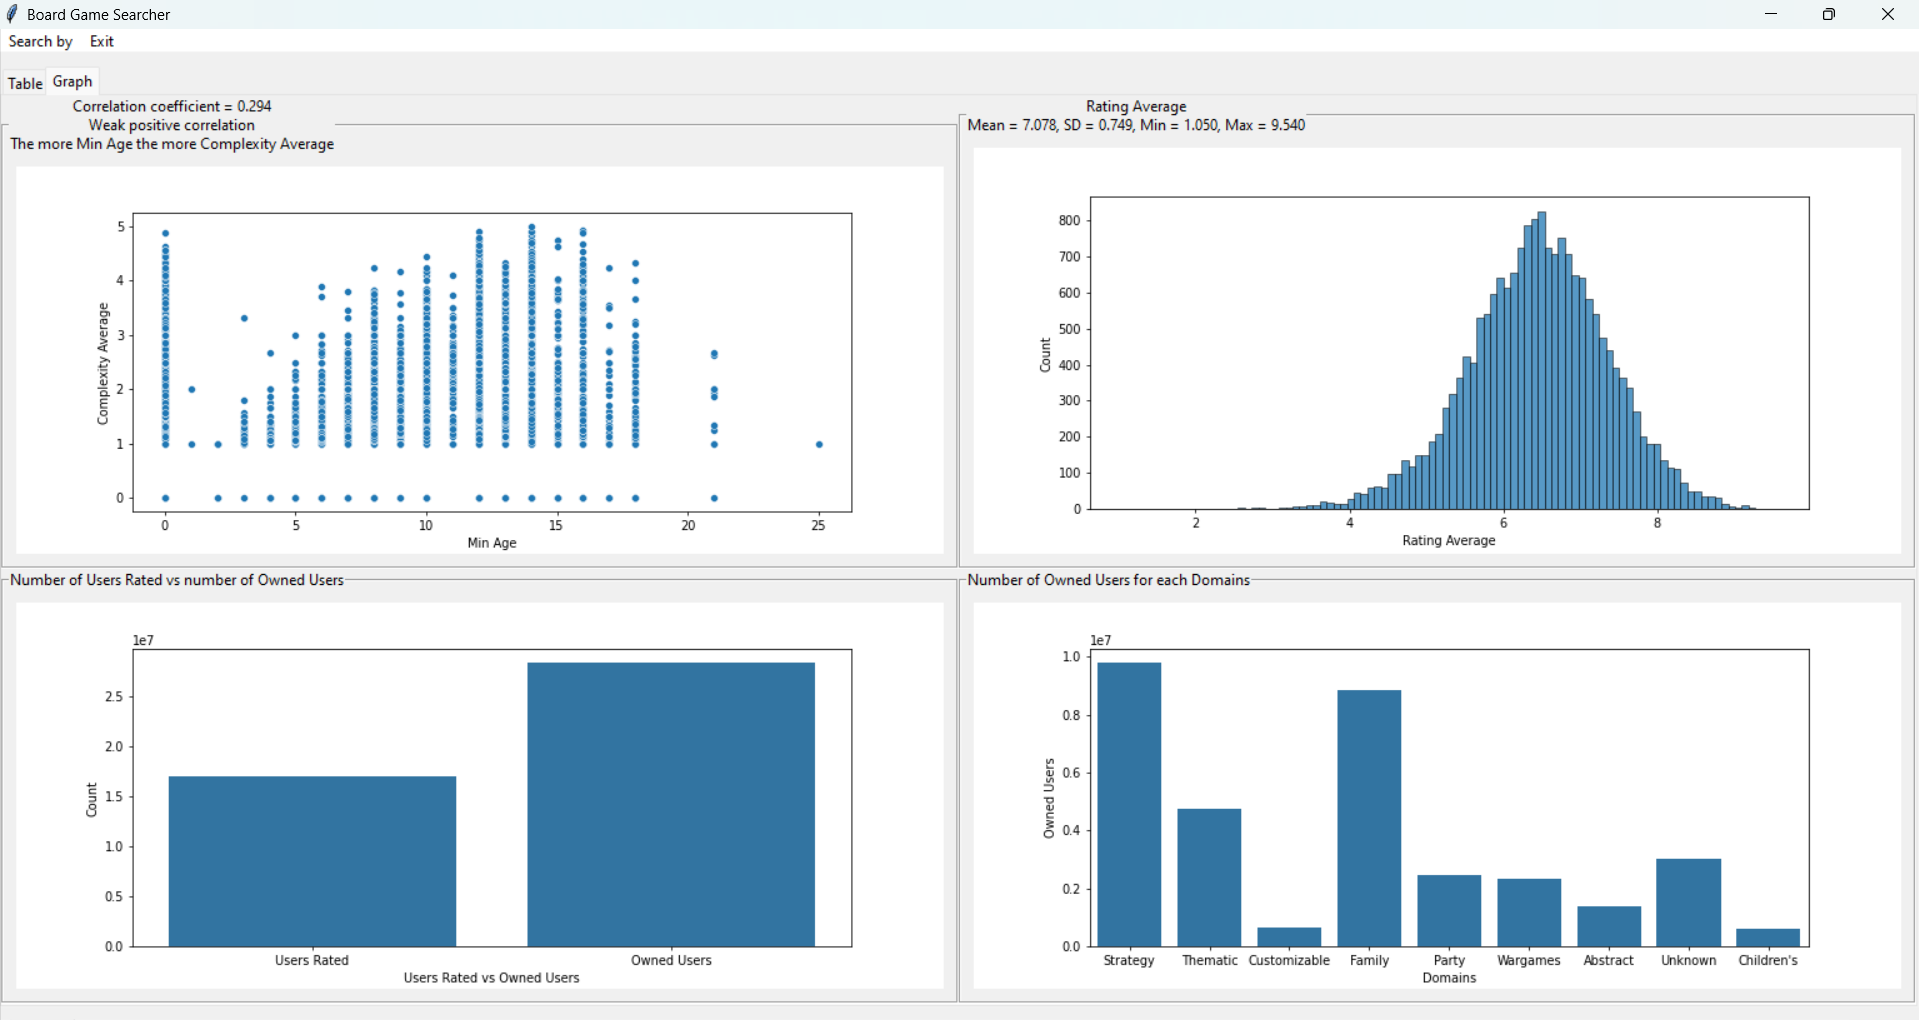 Board Game Searcher
Search by Exit
Table Graph
Correlation coefficient = 0.294
Weak positive correlation
The more Min Age the more Complexity Average
5
4
3
2
1
0
Complexity Average
0 5 10 15 20 25
Min Age
Rating Average
Mean = 7.078, SD = 0.749, Min = 1.050, Max = 9.540
800
700
600
500
400
300
200
100
0
Count
2 4 6 8
Rating Average
Number of Users Rated vs number of Owned Users
1e7
2.5
2.0
1.5
1.0
0.5
0.0
Count
Users Rated Owned Users
Users Rated vs Owned Users
Number of Owned Users for each Domains
1e7
1.0
0.8
0.6
0.4
0.2
0.0
Owned Users
Strategy Thematic Customizable Family Party Wargames Abstract Unknown Children's
Domains